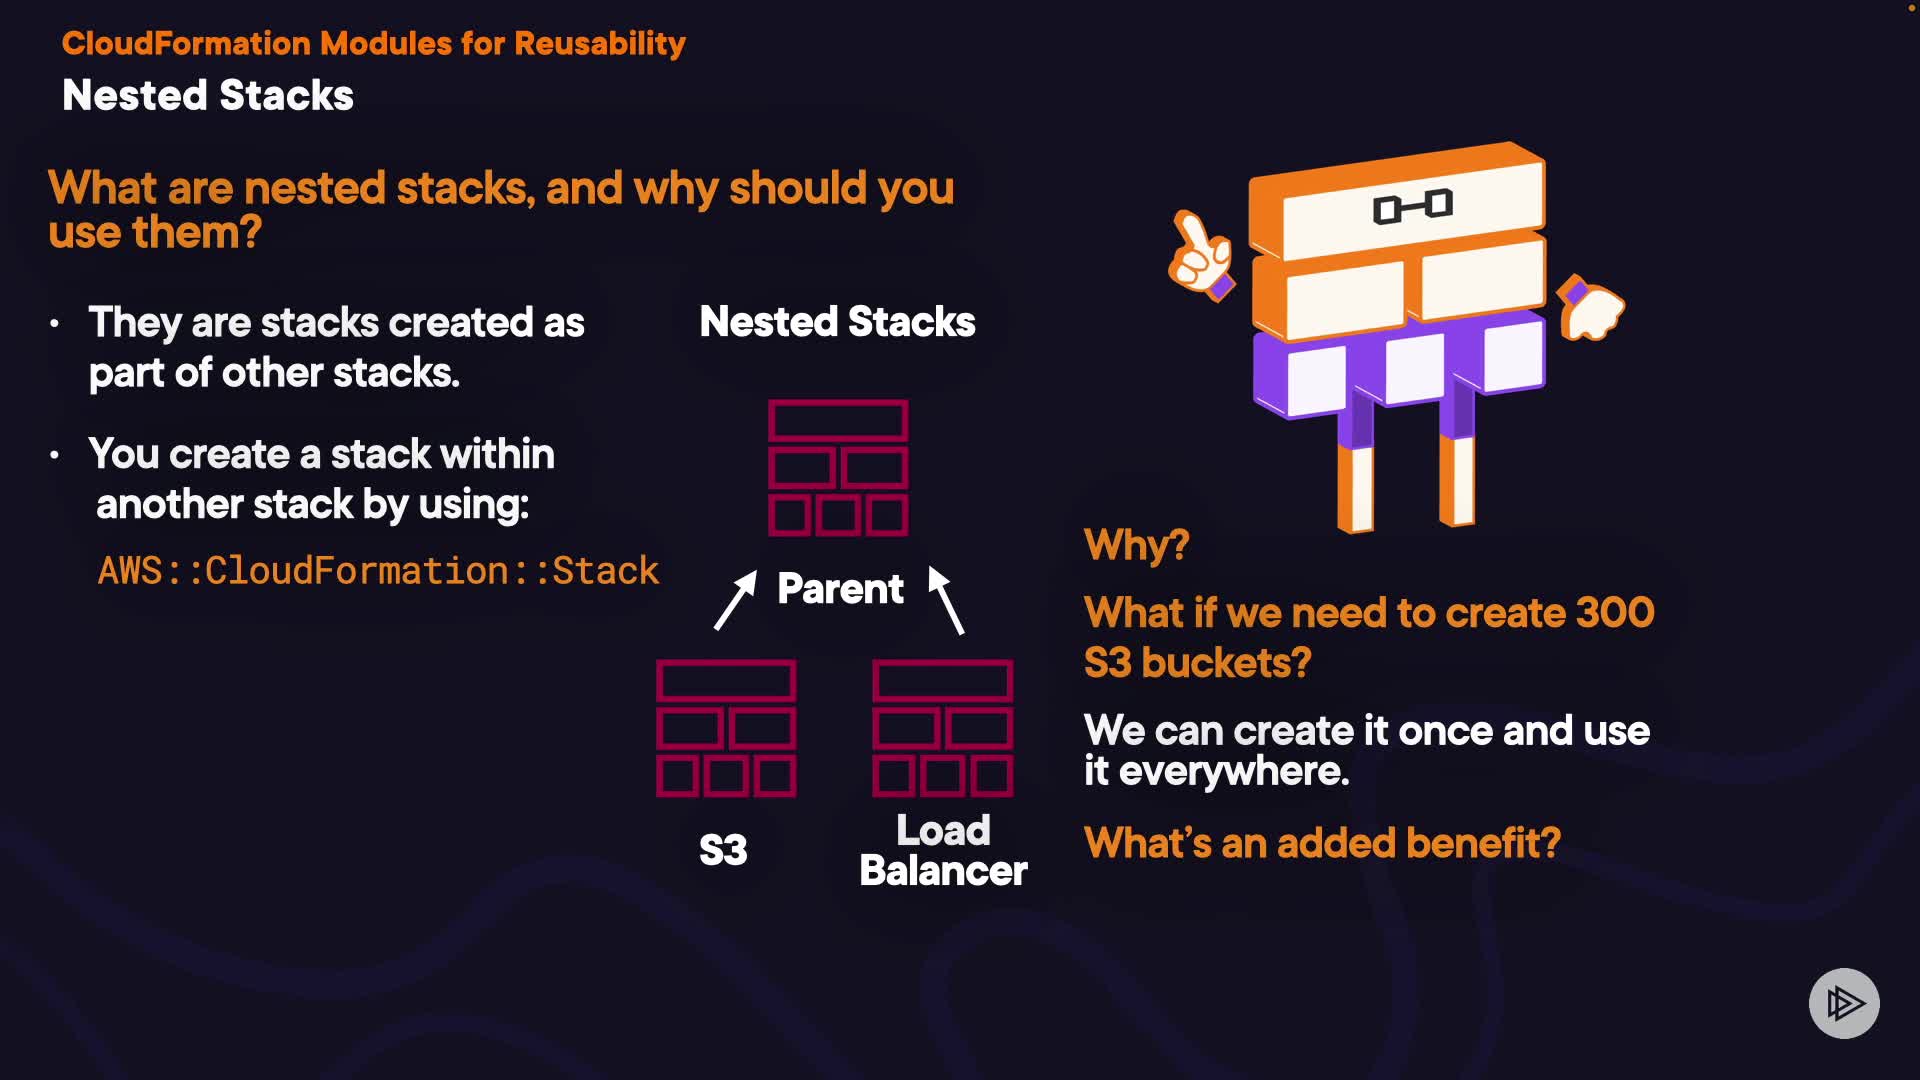 CloudFormation Modules for Reusability
Nested Stacks
What are nested stacks, and why should you
use them?
• They are stacks created as
part of other stacks.
• You create a stack within
another stack by using:
AWS::CloudFormation::Stack
Nested Stacks
Parent
S3
Load
Balancer
Why?
What if we need to create 300
S3 buckets?
We can create it once and use
it everywhere.
What’s an added benefit?